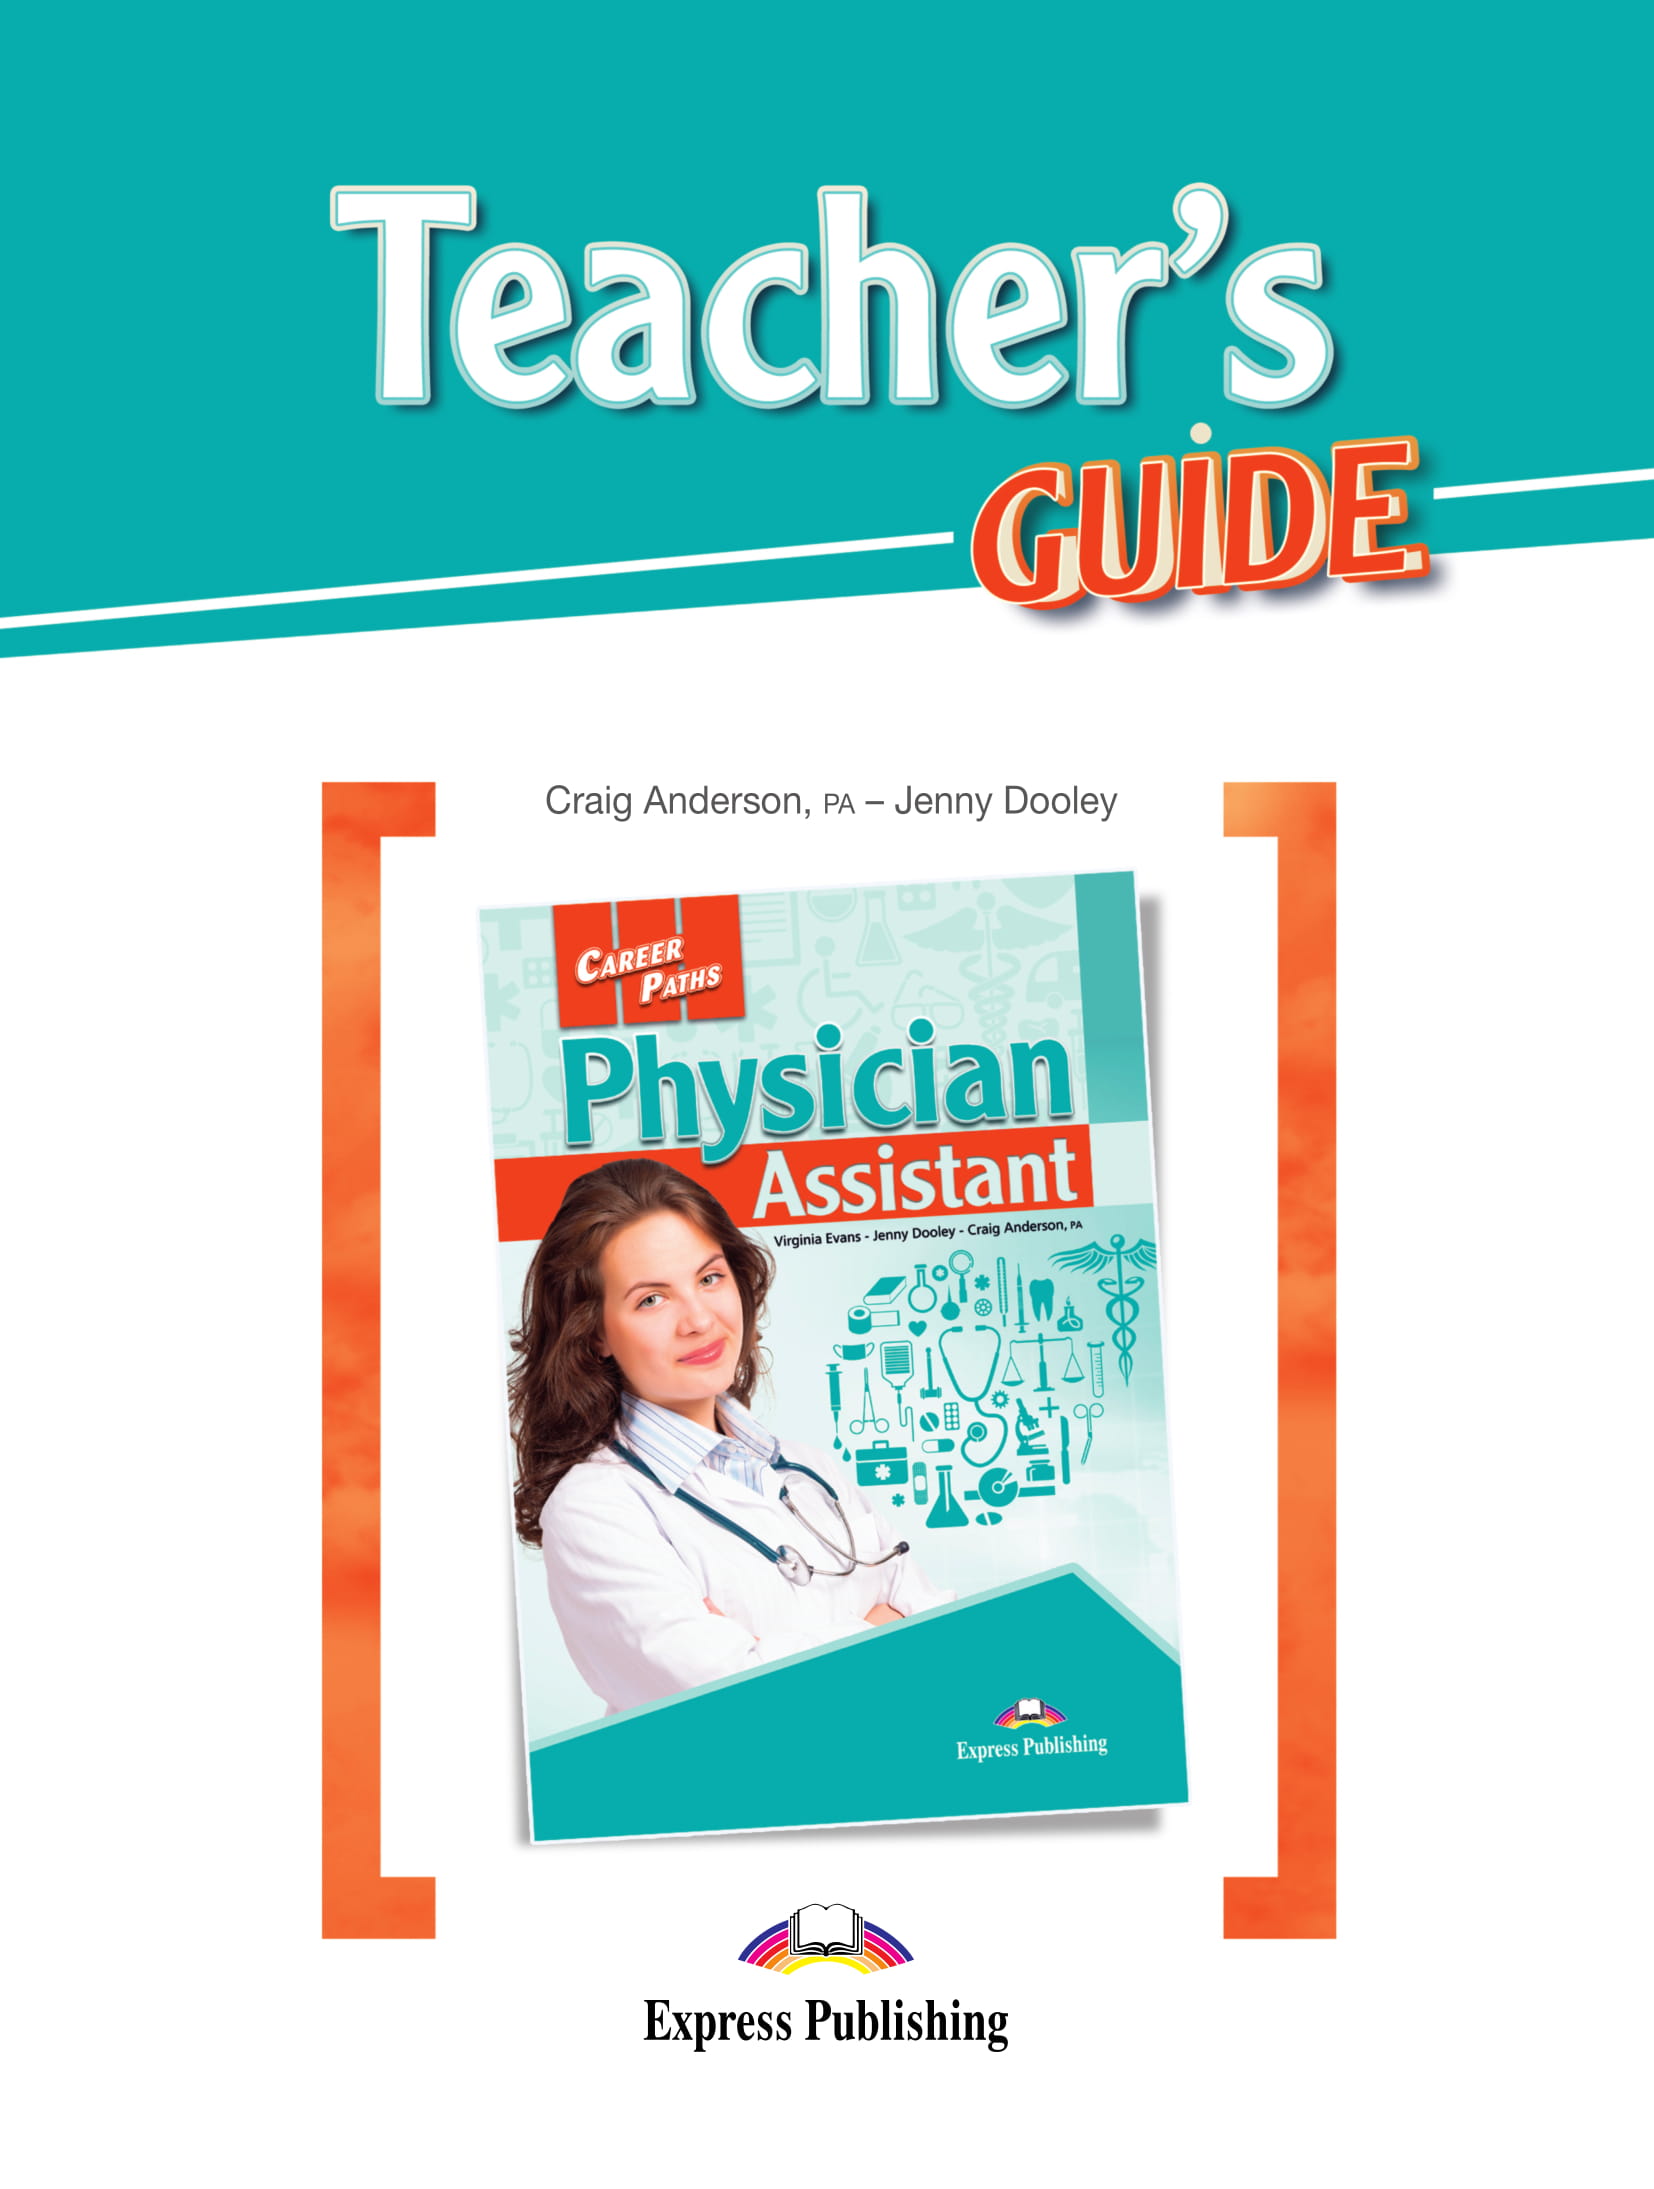 Teacher's
GUIDE
Craig Anderson, PA – Jenny Dooley
CAREER
PATHS
Physician
Assistant
Virginia Evans - Jenny Dooley - Craig Anderson, PA
Express Publishing
Express Publishing